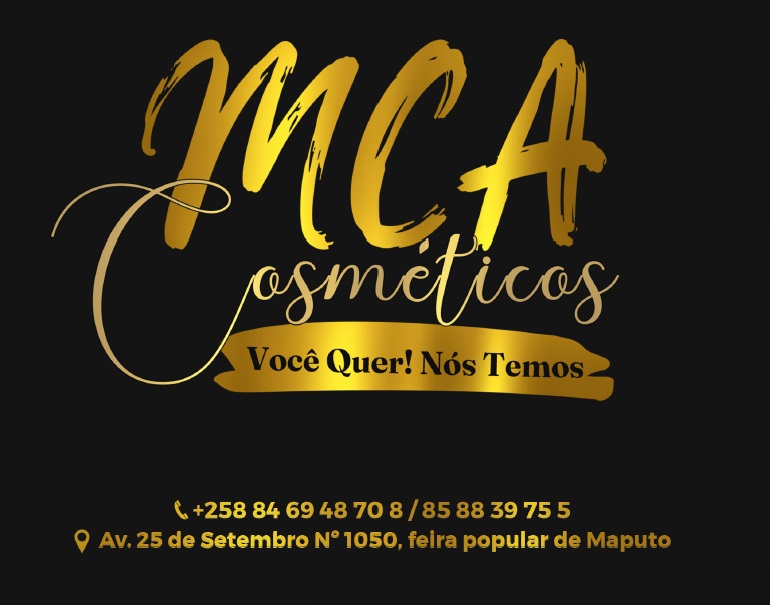 MCA
Cosméticos
Você Quer! Nós Temos
+258 84 69 48 70 8 / 85 88 39 75 5
Av. 25 de Setembro Nº 1050, feira popular de Maputo